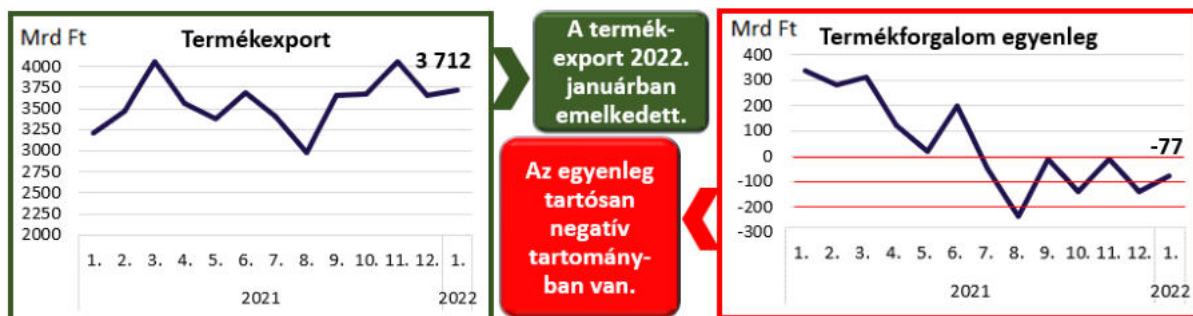 Mrd Ft
Termékexport
4000
3750
3500
3250
3000
2750
2500
2250
2000
3 712
1. 2. 3. 4. 5. 6. 7. 8. 9. 10. 11. 12. 1.
2021 2022
A termék-
export 2022.
januárban
emelkedett.
Az egyenleg
tartósan
negatív
tartomány-
ban van.
Mrd Ft
Termékforgalom egyenleg
400
300
200
100
0
-100
-200
-300
-77
1. 2. 3. 4. 5. 6. 7. 8. 9. 10. 11. 12. 1.
2021 2022